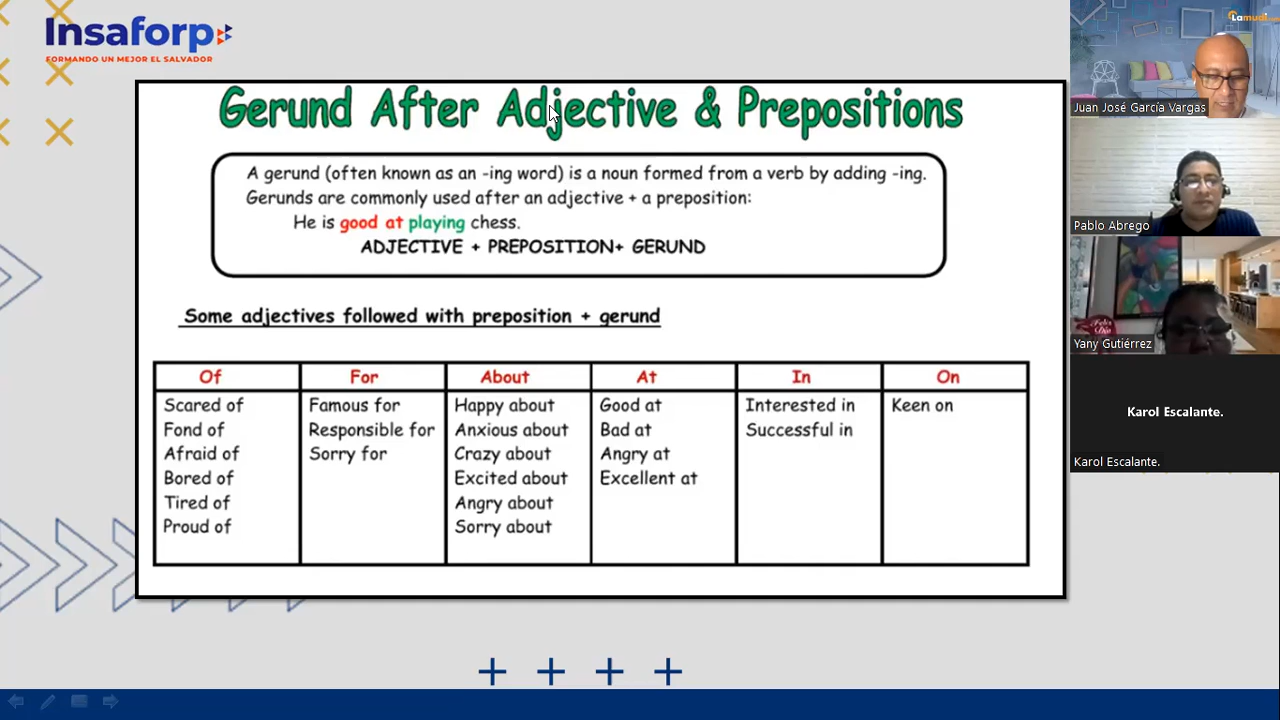 Insaforp
FORMANDO UN MEJOR EL SALVADOR
Gerund After Adjective & Prepositions
A gerund (often known as an -ing word) is a noun formed from a verb by adding -ing.
Gerunds are commonly used after an adjective + a preposition:
He is good at playing chess.
ADJECTIVE + PREPOSITION+ GERUND
Some adjectives followed with preposition + gerund
Of
Scared of
Fond of
Afraid of
Bored of
Tired of
Proud of
For
Famous for
Responsible for
Sorry for
About
Happy about
Anxious about
Crazy about
Excited about
Angry about
Sorry about
At
Good at
Bad at
Angry at
Excellent at
In
Interested in
Successful in
On
Keen on
Lamudi
Juan José García Vargas
Pablo Abrego
Feliz
Día
Yany Gutiérrez
Karol Escalante.
Karol Escalante.